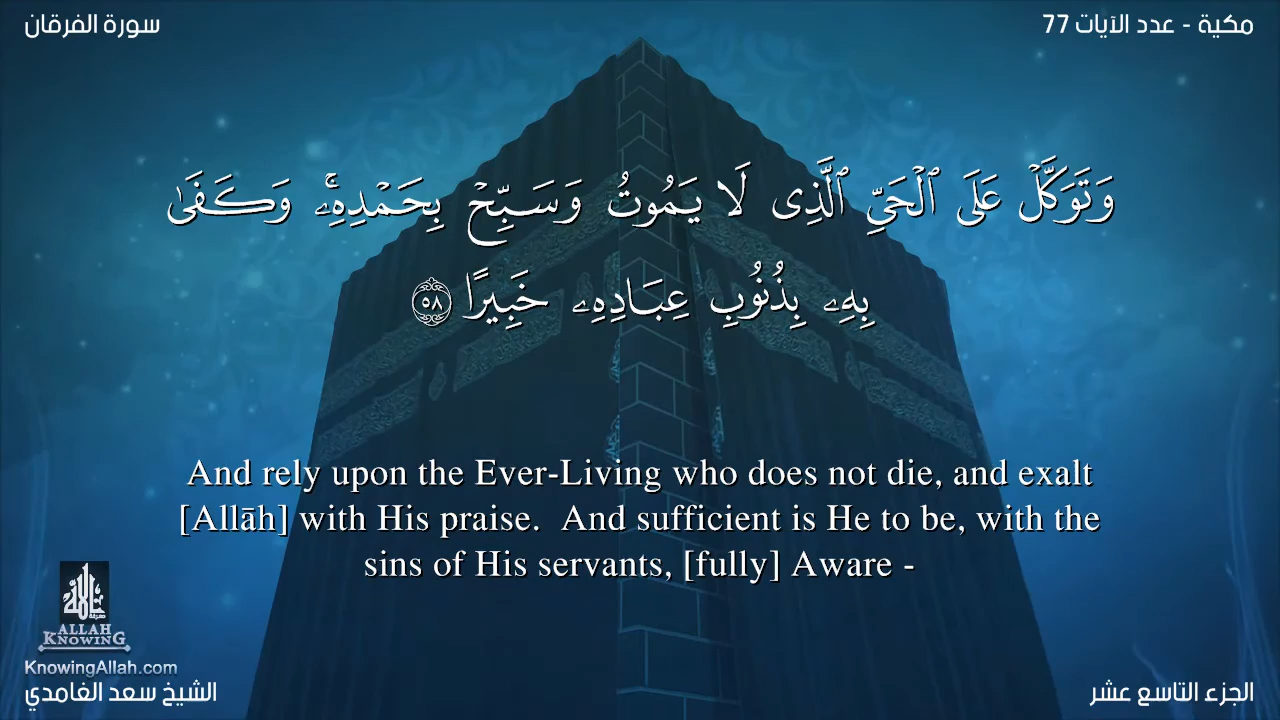 سورة الفرقان
مكية - عدد الآيات 77
وَتَوَكَّلْ عَلَى ٱلْحَىِّ ٱلَّذِى لَا يَمُوتُ وَسَبِّحْ بِحَمْدِهِۦۚ وَكَفَىٰ
بِهِۦ بِذُنُوبِ عِبَادِهِۦ خَبِيرًا ٥٨
And rely upon the Ever-Living who does not die, and exalt
[Allāh] with His praise.  And sufficient is He to be, with the
sins of His servants, [fully] Aware -
ALLAH
KNOWING
KnowingAllah.com
الشيخ سعد الغامدي
الجزء التاسع عشر